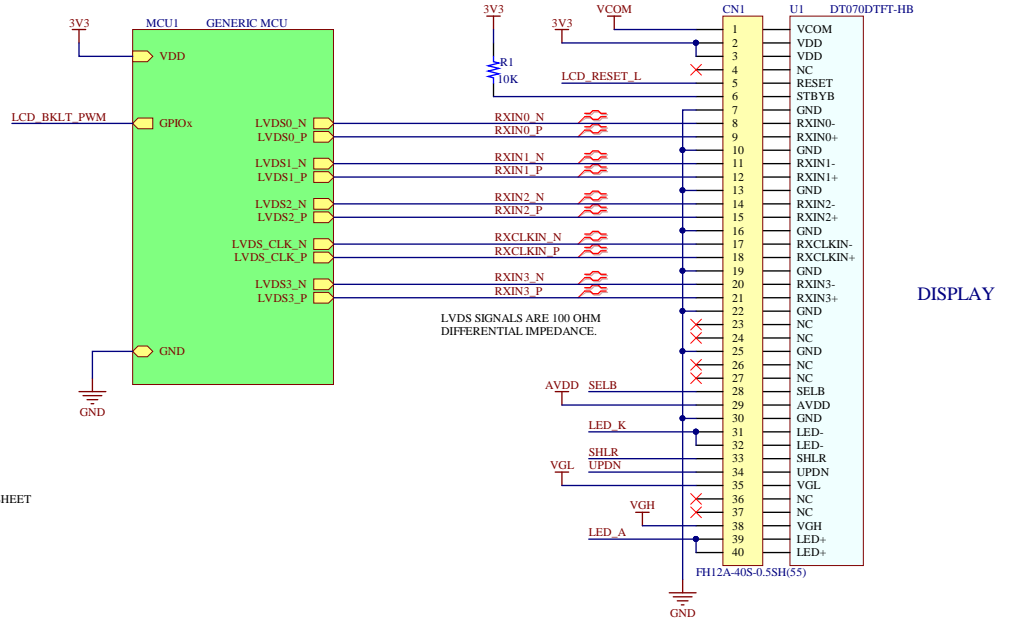 3V3
MCU1 GENERIC MCU
VDD
LCD_BKLT_PWM
GPIOx
LVDS0_N
LVDS0_P
LVDS1_N
LVDS1_P
LVDS2_N
LVDS2_P
LVDS_CLK_N
LVDS_CLK_P
LVDS3_N
LVDS3_P
GND
GND
3V3
R1
10K
3V3
VCOM
LCD_RESET_L
RXIN0_N
RXIN0_P
RXIN1_N
RXIN1_P
RXIN2_N
RXIN2_P
RXCLKIN_N
RXCLKIN_P
RXIN3_N
RXIN3_P
LVDS SIGNALS ARE 100 OHM
DIFFERENTIAL IMPEDANCE.
AVDD SELB
LED_K
SHLR
VGL UPDN
VGH
LED_A
CN1 U1 DT070DTFT-HB
1 VCOM
2 VDD
3 VDD
4 NC
5 RESET
6 STBYB
7 GND
8 RXIN0-
9 RXIN0+
10 GND
11 RXIN1-
12 RXIN1+
13 GND
14 RXIN2-
15 RXIN2+
16 GND
17 RXCLKIN-
18 RXCLKIN+
19 GND
20 RXIN3-
21 RXIN3+
22 GND
23 NC
24 NC
25 GND
26 NC
27 NC
28 SELB
29 AVDD
30 GND
31 LED-
32 LED-
33 SHLR
34 UPDN
35 VGL
36 NC
37 NC
38 VGH
39 LED+
40 LED+
FH12A-40S-0.5SH(55)
GND
DISPLAY
HEET